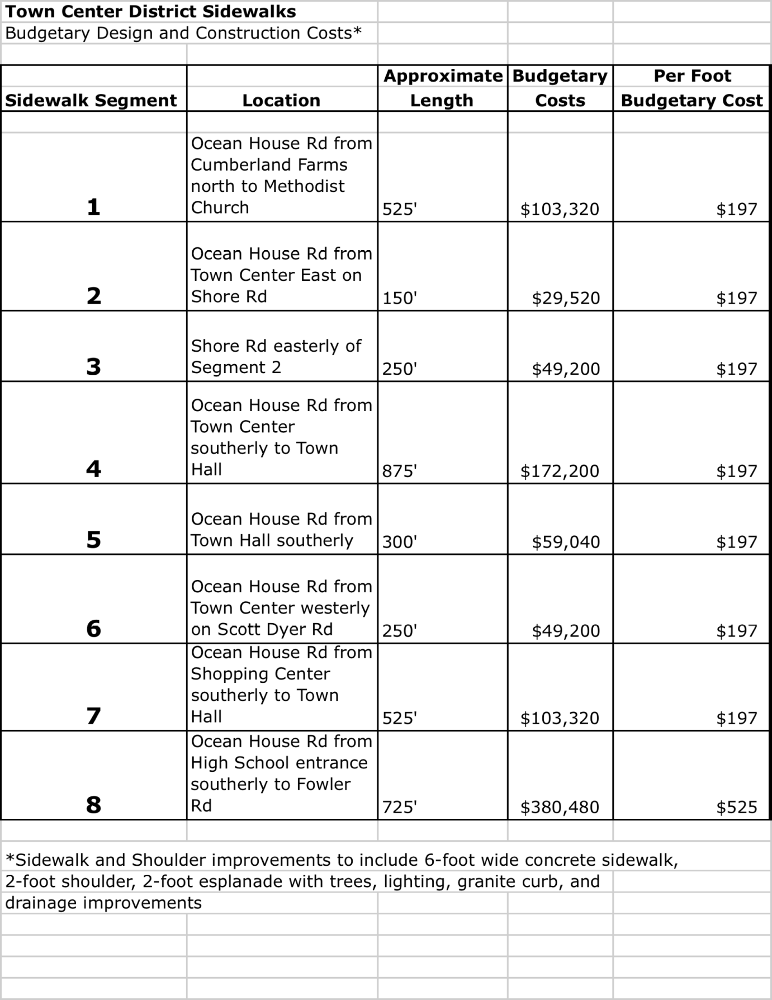 Town Center District Sidewalks
Budgetary Design and Construction Costs*
Approximate Budgetary Per Foot
Sidewalk Segment Location Length Costs Budgetary Cost
Ocean House Rd from
Cumberland Farms
north to Methodist
1 Church 525' $103,320 $197
Ocean House Rd from
Town Center East on
2 Shore Rd 150' $29,520 $197
Shore Rd easterly of
3 Segment 2 250' $49,200 $197
Ocean House Rd from
Town Center
southerly to Town
4 Hall 875' $172,200 $197
Ocean House Rd from
5 Town Hall southerly 300' $59,040 $197
Ocean House Rd from
Town Center westerly
6 on Scott Dyer Rd 250' $49,200 $197
Ocean House Rd from
Shopping Center
southerly to Town
7 Hall 525' $103,320 $197
Ocean House Rd from
High School entrance
southerly to Fowler
8 Rd 725' $380,480 $525
*Sidewalk and Shoulder improvements to include 6-foot wide concrete sidewalk,
2-foot shoulder, 2-foot esplanade with trees, lighting, granite curb, and
drainage improvements